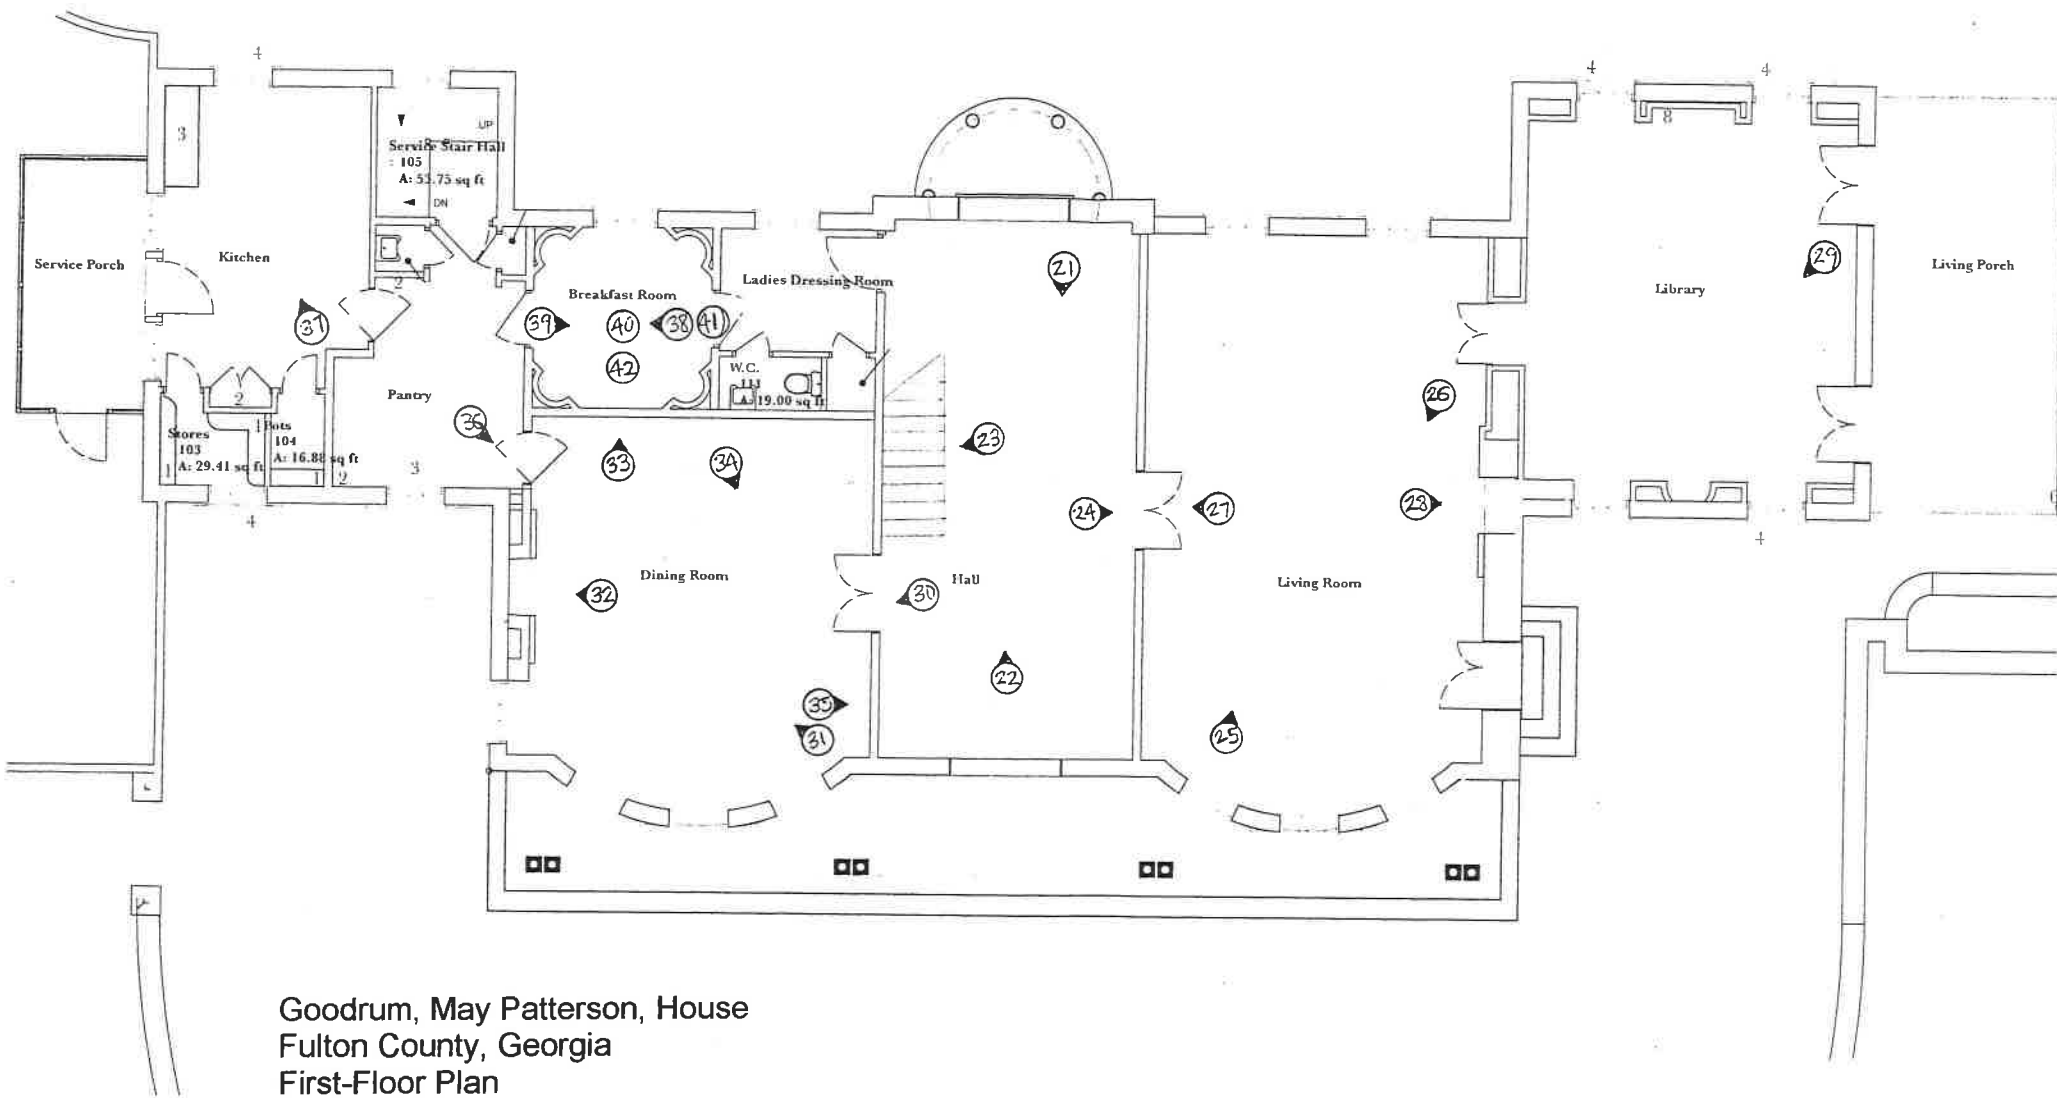 4
4
4
3
UP
Service Stair Hall
: 105
A: 55.75 sq ft
DN
8
Service Porch
Kitchen
2
Breakfast Room
Ladies Dressing Room
21
29
Library
Living Porch
37
39
40
38
41
42
W.C.
111
A: 19.00 sq ft
26
2
Pantry
36
Stores
103
A: 29.41 sq ft
1
1
Pots
104
A: 16.88 sq ft
1
2
3
33
34
23
24
27
28
4
4
Dining Room
Hall
Living Room
32
30
22
35
31
25
Goodrum, May Patterson, House
Fulton County, Georgia
First-Floor Plan